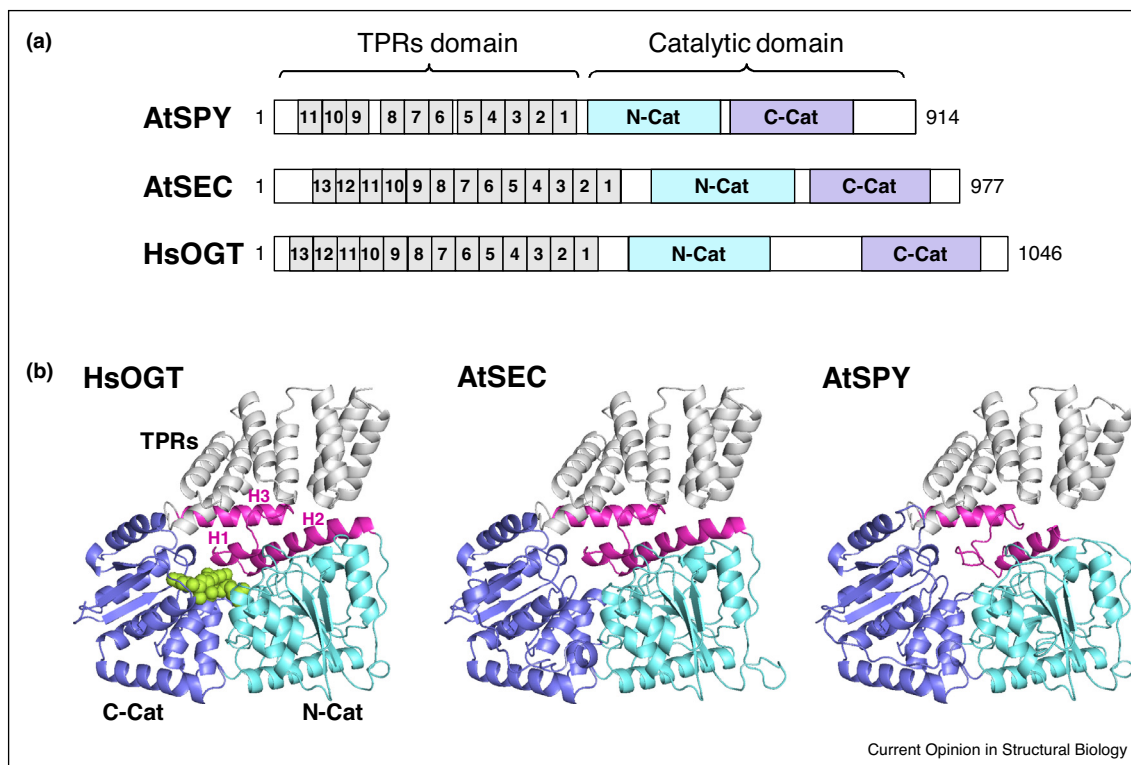 (a)
TPRs domain Catalytic domain
AtSPY 1 11 10 9 8 7 6 5 4 3 2 1 N-Cat C-Cat 914
AtSEC 1 13 12 11 10 9 8 7 6 5 4 3 2 1 N-Cat C-Cat 977
HsOGT 1 13 12 11 10 9 8 7 6 5 4 3 2 1 N-Cat C-Cat 1046
(b) HsOGT AtSEC AtSPY
TPRs
H3
H2
H1
C-Cat N-Cat
Current Opinion in Structural Biology